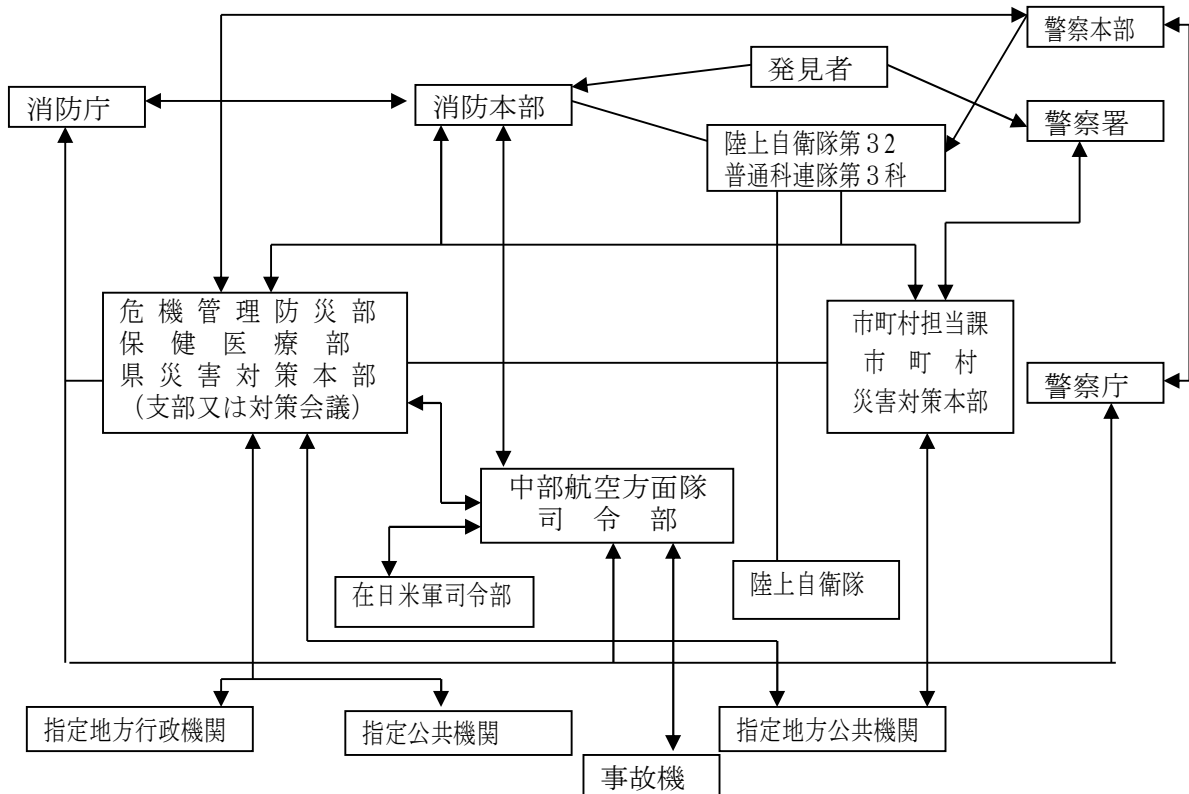 警察本部
発見者
消防庁
消防本部
警察署
陸上自衛隊第３２
普通科連隊第３科
危機管理防災部
保健医療部
県災害対策本部
（支部又は対策会議）
市町村担当課
市町村
災害対策本部
警察庁
中部航空方面隊
司令部
在日米軍司令部
陸上自衛隊
指定地方行政機関
指定公共機関
指定地方公共機関
事故機